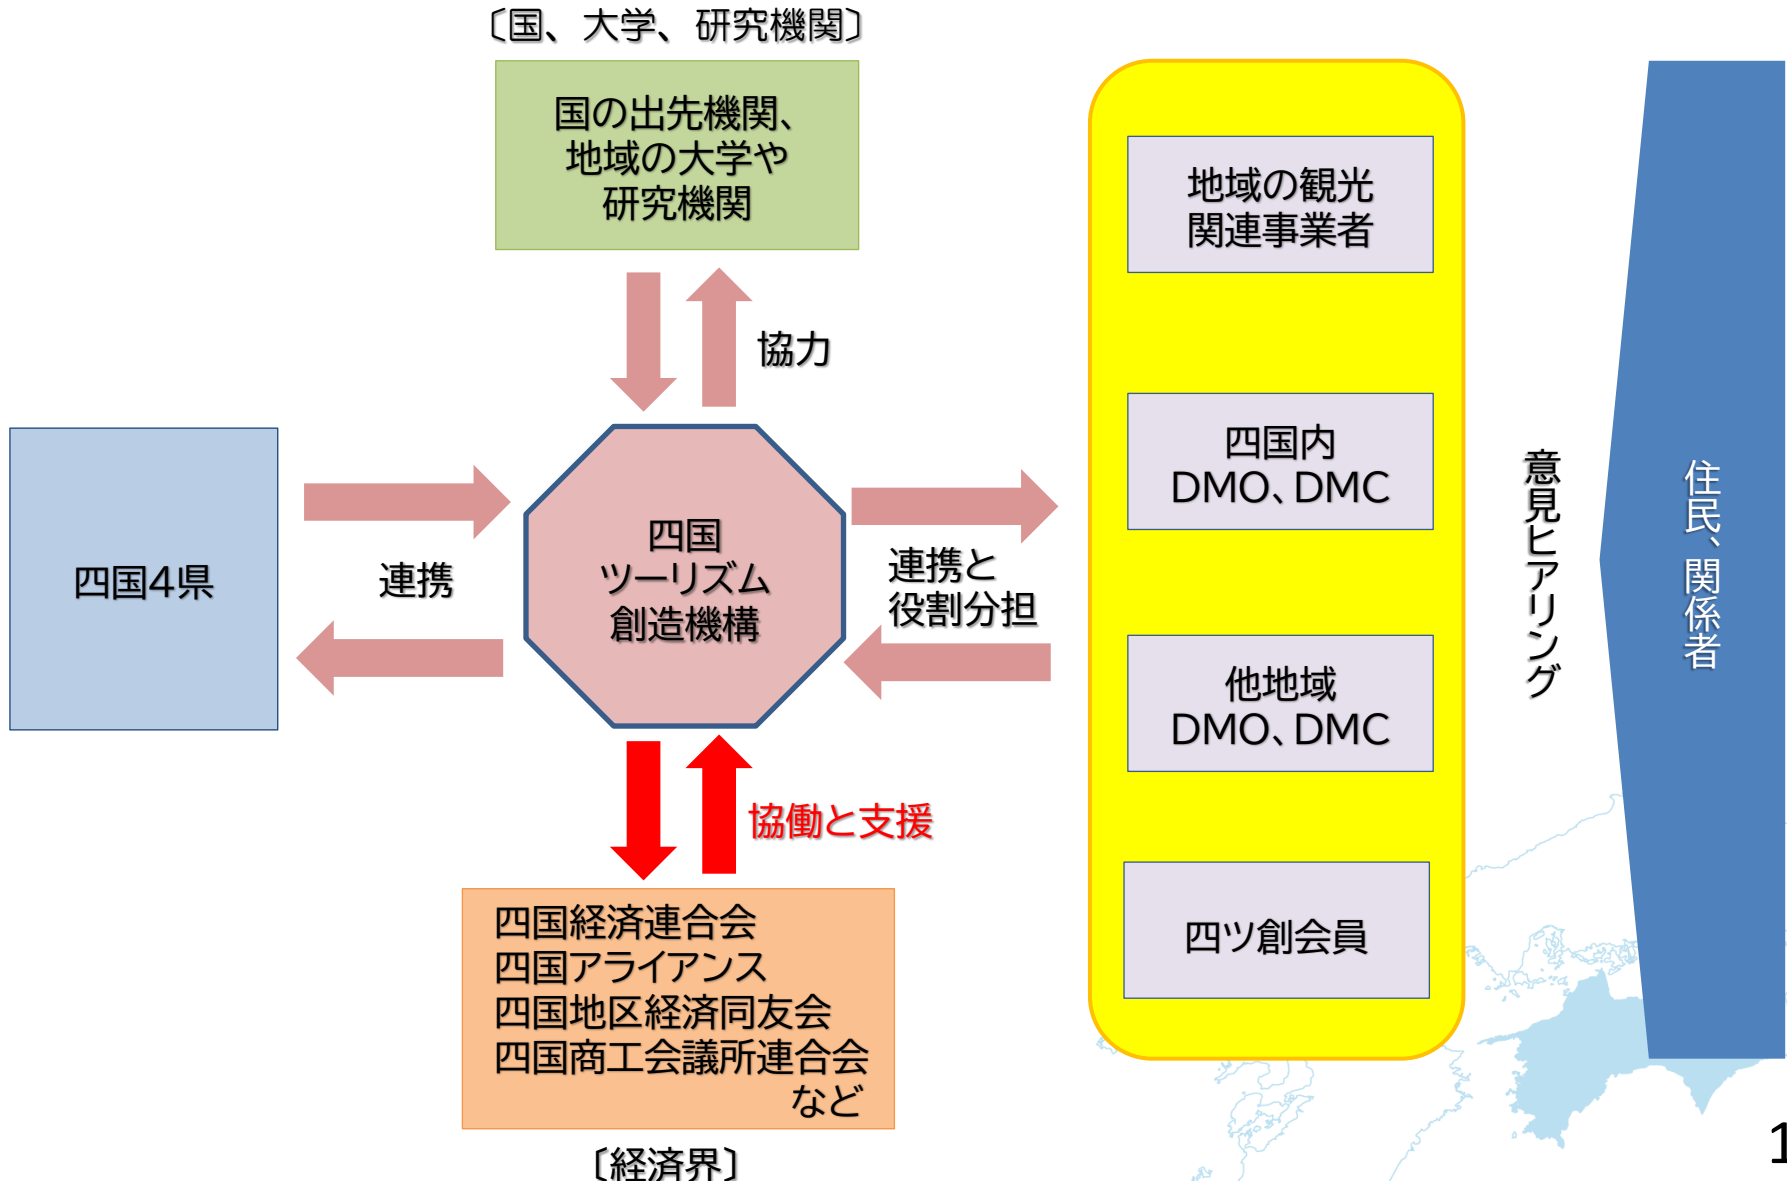 〔国、大学、研究機関〕
国の出先機関、
地域の大学や
研究機関
協力
四国4県
連携
四国
ツーリズム
創造機構
連携と
役割分担
協働と支援
四国経済連合会
四国アライアンス
四国地区経済同友会
四国商工会議所連合会
など
〔経済界〕
地域の観光
関連事業者
四国内
DMO、DMC
他地域
DMO、DMC
四ツ創会員
意見ヒアリング
住民、関係者
1